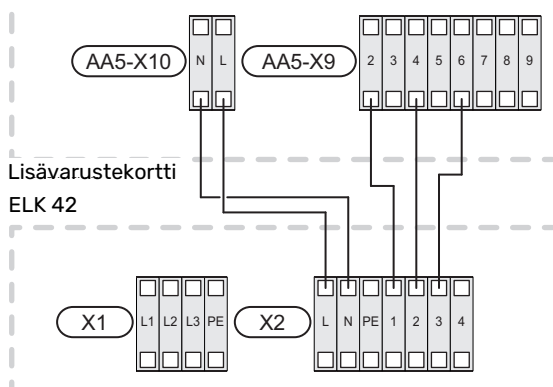 AA5-X10 N L AA5-X9 2 3 4 5 6 7 8 9
Lisävarustekortti
ELK 42
X1 L1 L2 L3 PE X2 L N PE 1 2 3 4